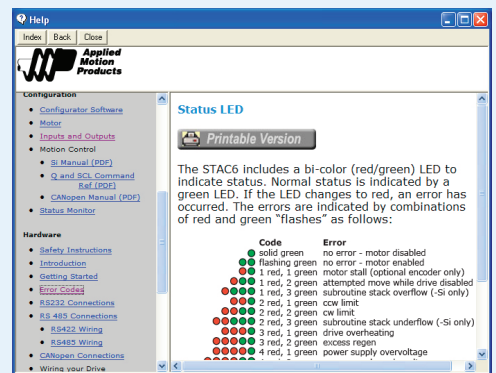 Help
Index Back Close
Applied
Motion
Products
Configuration
Configurator Software
Motor
Inputs and Outputs
Motion Control
Si Manual (PDF)
Q and SCL Command
Ref (PDF)
CANopen Manual (PDF)
Status Monitor
Hardware
Safety Instructions
Introduction
Getting Started
Error Codes
RS232 Connections
RS 485 Connections
RS422 Wiring
RS485 Wiring
CANopen Connections
Wiring your Drive
Status LED
Printable Version
The STAC6 includes a bi-color (red/green) LED to
indicate status. Normal status is indicated by a
green LED. If the LED changes to red, an error has
occurred. The errors are indicated by combinations
of red and green “flashes” as follows:
Code Error
solid green no error - motor disabled
flashing green no error - motor enabled
1 red, 1 green motor stall (optional encoder only)
1 red, 2 green attempted move while drive disabled
1 red, 3 green subroutine stack overflow (-Si only)
2 red, 1 green ccw limit
2 red, 2 green cw limit
2 red, 3 green subroutine stack underflow (-Si only)
3 red, 1 green drive overheating
3 red, 2 green excess regen
4 red, 1 green power supply overvoltage